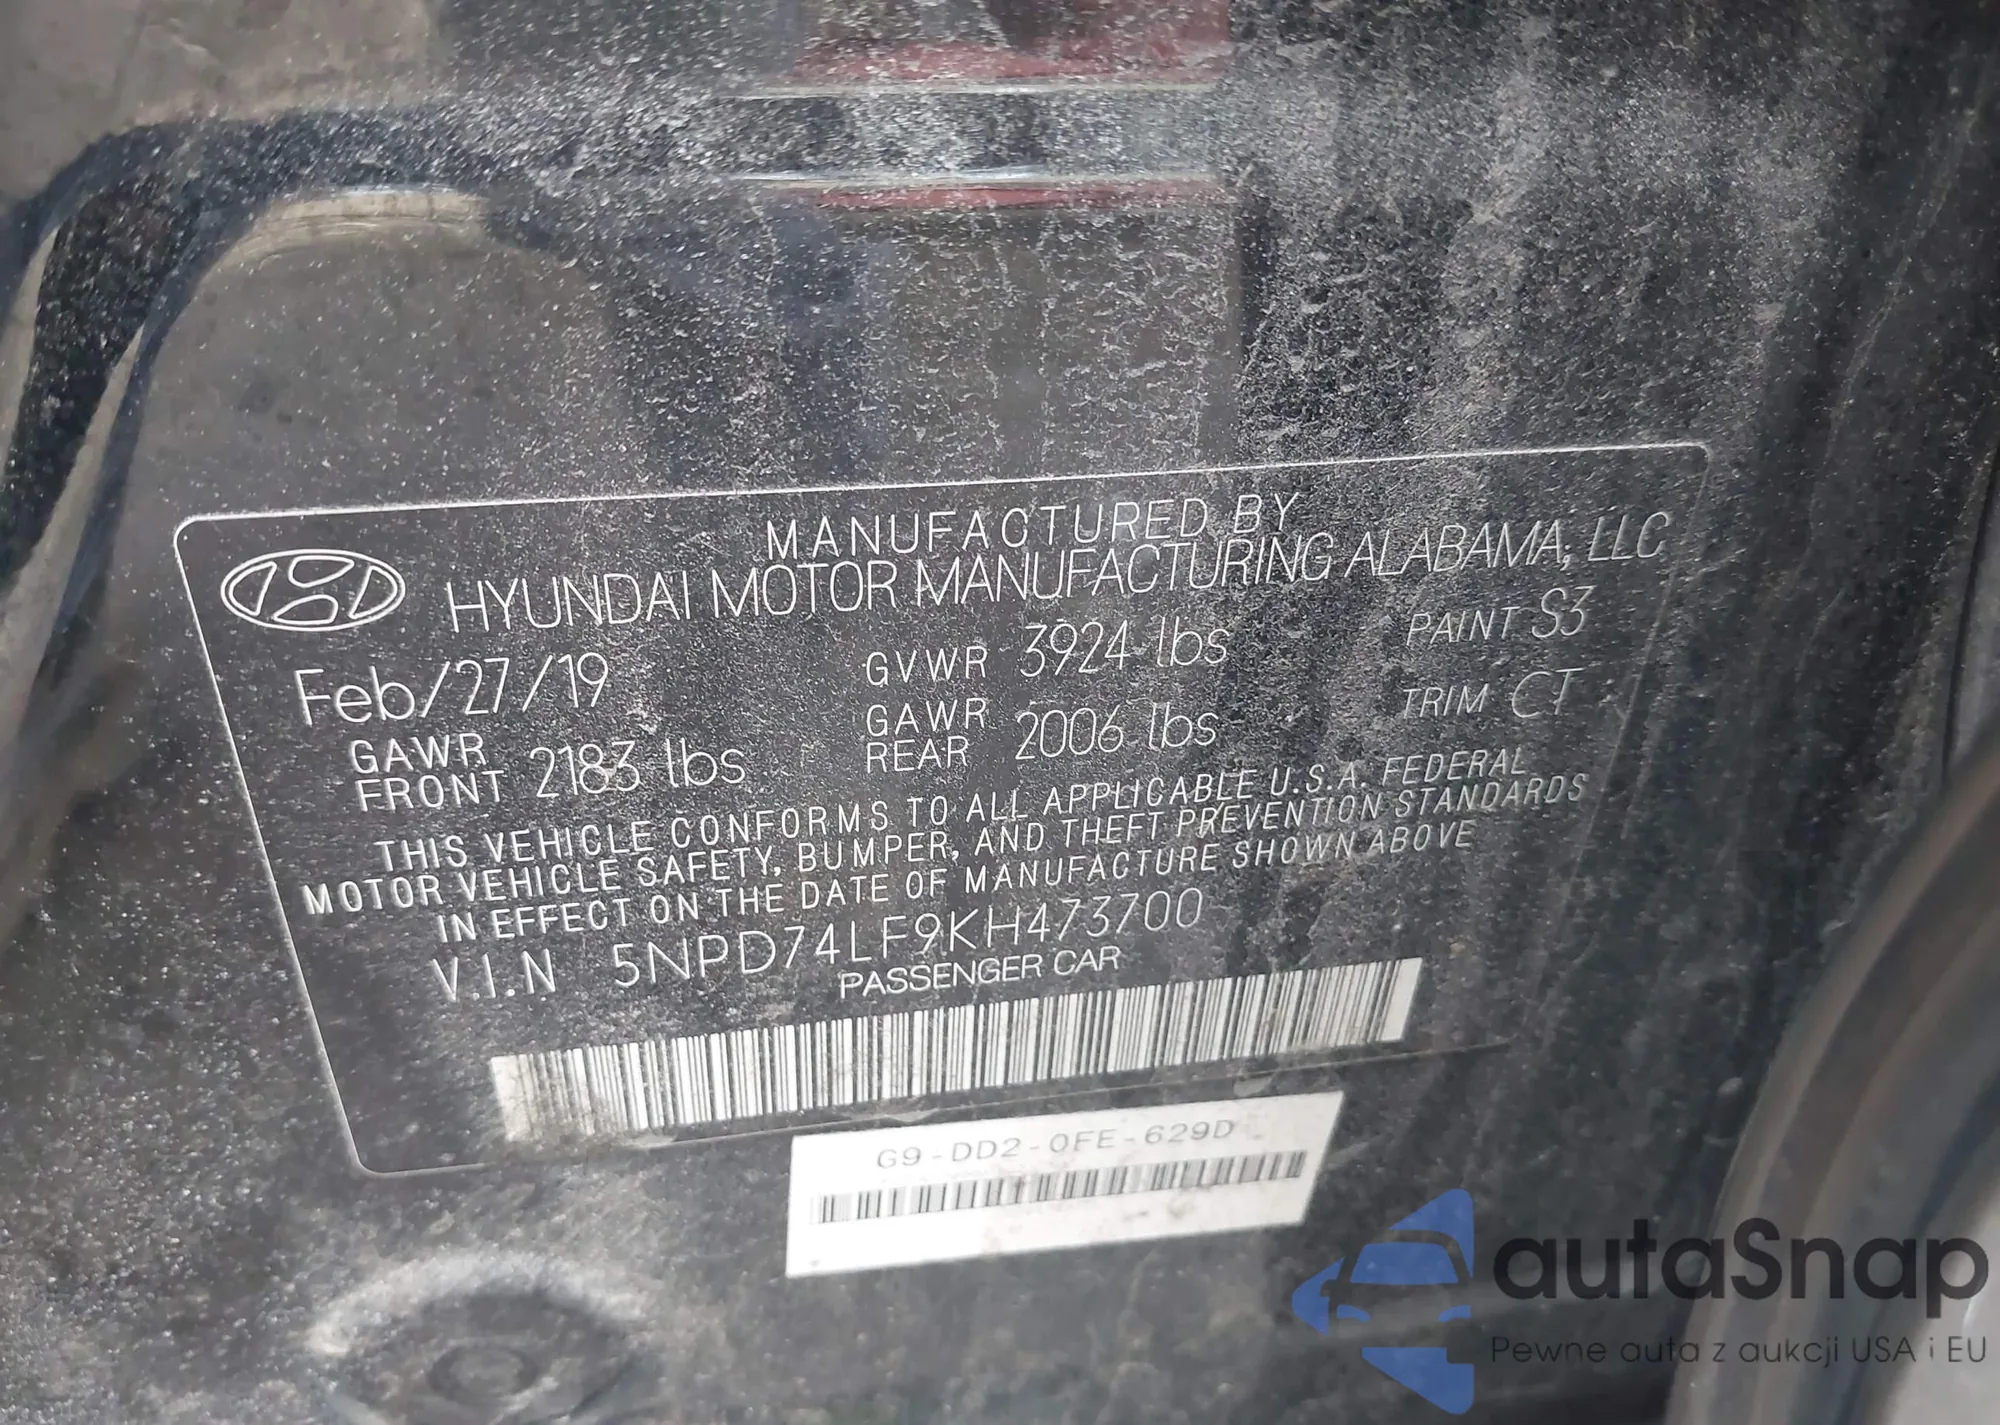 MANUFACTURED BY
HYUNDAI MOTOR MANUFACTURING ALABAMA, LLC
Feb/27/19 GVWR 3924 lbs PAINT S3
GAWR FRONT 2183 lbs GAWR REAR 2006 lbs TRIM CT
THIS VEHICLE CONFORMS TO ALL APPLICABLE U.S.A. FEDERAL
MOTOR VEHICLE SAFETY, BUMPER, AND THEFT PREVENTION STANDARDS
IN EFFECT ON THE DATE OF MANUFACTURE SHOWN ABOVE
V.I.N 5NPD74LF9KH473700
PASSENGER CAR
G9-DD2-0FE-629D
autaSnap
Pewne auta z aukcji USA i EU